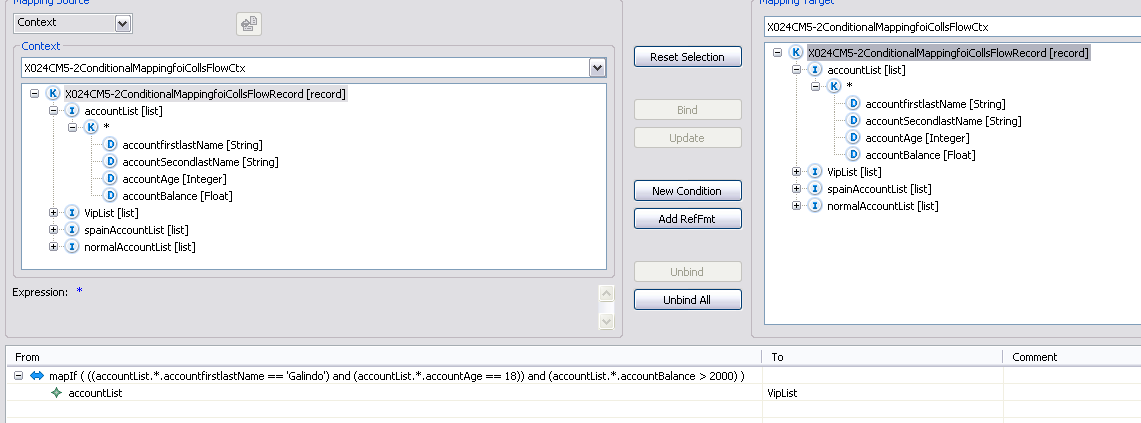 Mapping Source
Context
Context
X024CM5-2ConditionalMappingfoiCollsFlowCtx
X024CM5-2ConditionalMappingfoiCollsFlowRecord [record]
accountList [list]
*
accountfirstlastName [String]
accountSecondlastName [String]
accountAge [Integer]
accountBalance [Float]
VipList [list]
spainAccountList [list]
normalAccountList [list]
Expression: *
Reset Selection
Bind
Update
New Condition
Add RefFmt
Unbind
Unbind All
Mapping Target
X024CM5-2ConditionalMappingfoiCollsFlowCtx
X024CM5-2ConditionalMappingfoiCollsFlowRecord [record]
accountList [list]
*
accountfirstlastName [String]
accountSecondlastName [String]
accountAge [Integer]
accountBalance [Float]
VipList [list]
spainAccountList [list]
normalAccountList [list]
From To Comment
mapIf ( ((accountList.*.accountfirstlastName == 'Galindo') and (accountList.*.accountAge == 18)) and (accountList.*.accountBalance > 2000) )
accountList VipList